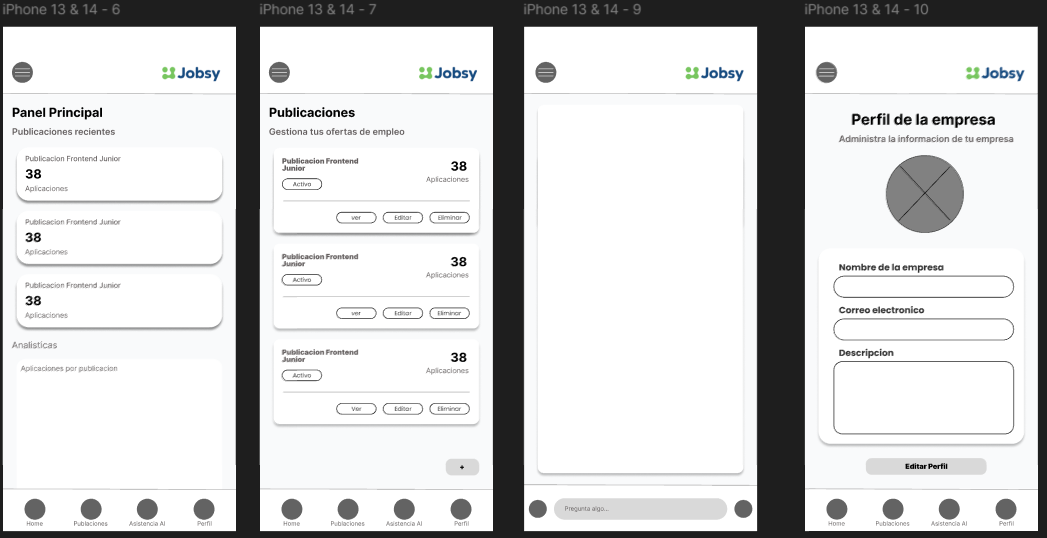 iPhone 13 & 14 - 6
Jobsy
Panel Principal
Publicaciones recientes
Publicacion Frontend Junior
38
Aplicaciones
Publicacion Frontend Junior
38
Aplicaciones
Publicacion Frontend Junior
38
Aplicaciones
Analisticas
Aplicaciones por publicacion
Home
Publaciones
Asistencia AI
Perfil
iPhone 13 & 14 - 7
Jobsy
Publicaciones
Gestiona tus ofertas de empleo
Publicacion Frontend
Junior
38
Activo
Aplicaciones
ver
Editar
Eliminar
Publicacion Frontend
Junior
38
Activo
Aplicaciones
ver
Editar
Eliminar
Publicacion Frontend
Junior
38
Activo
Aplicaciones
Ver
Editar
Eliminar
+
Home
Publaciones
Asistencia AI
Perfil
iPhone 13 & 14 - 9
Jobsy
Pregunta algo...
iPhone 13 & 14 - 10
Jobsy
Perfil de la empresa
Administra la informacion de tu empresa
Nombre de la empresa
Correo electronico
Descripcion
Editar Perfil
Home
Publaciones
Asistencia AI
Perfil